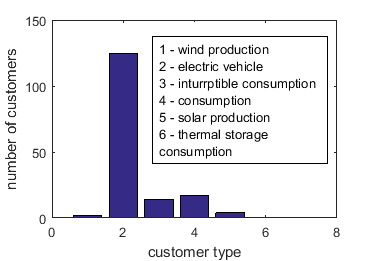 150
100
50
0
number of customers
1 - wind production
2 - electric vehicle
3 - inturrptible consumption
4 - consumption
5 - solar production
6 - thermal storage
consumption
0 2 4 6 8
customer type